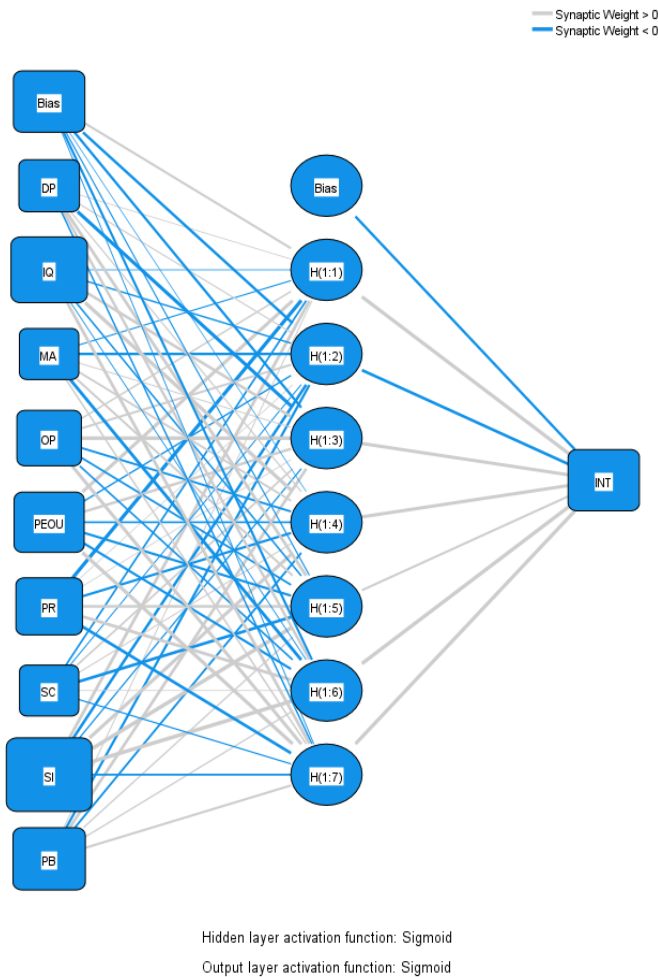 Synaptic Weight > 0
Synaptic Weight < 0
Bias
DP
IQ
MA
OP
PEOU
PR
SC
SI
PB
Bias
H(1:1)
H(1:2)
H(1:3)
H(1:4)
H(1:5)
H(1:6)
H(1:7)
INT
Hidden layer activation function: Sigmoid
Output layer activation function: Sigmoid